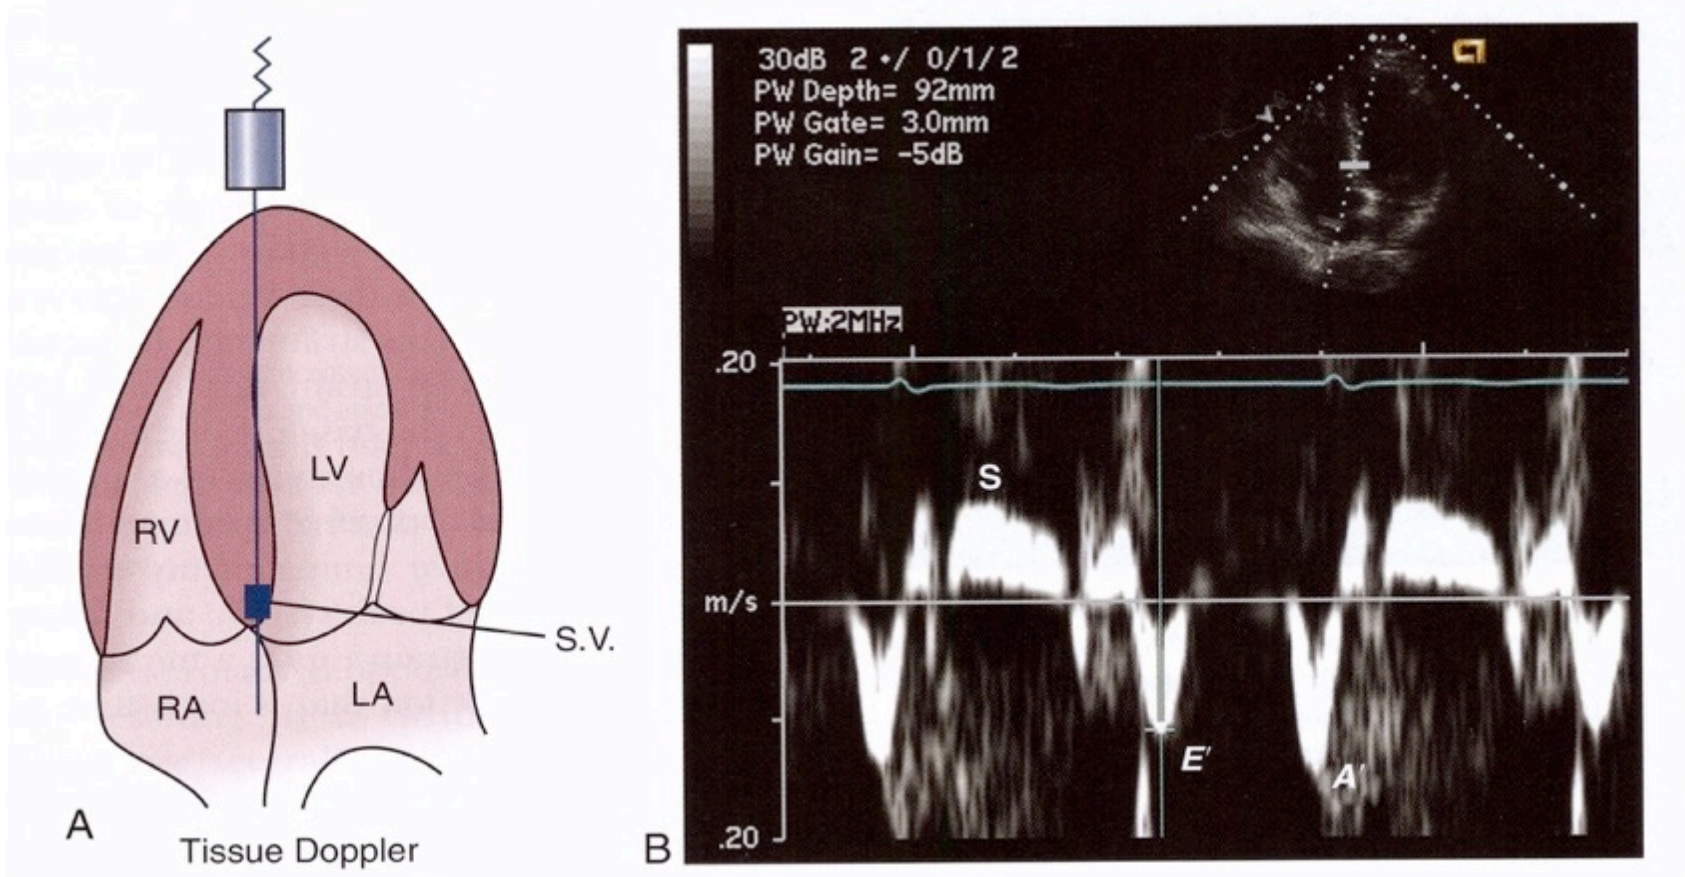 LV
RV
S.V.
RA
LA
A
Tissue Doppler
30dB 2 •/ 0/1/2
PW Depth= 92mm
PW Gate= 3.0mm
PW Gain= -5dB
PW:2MHz
.20
S
m/s
E'
A'
.20
B